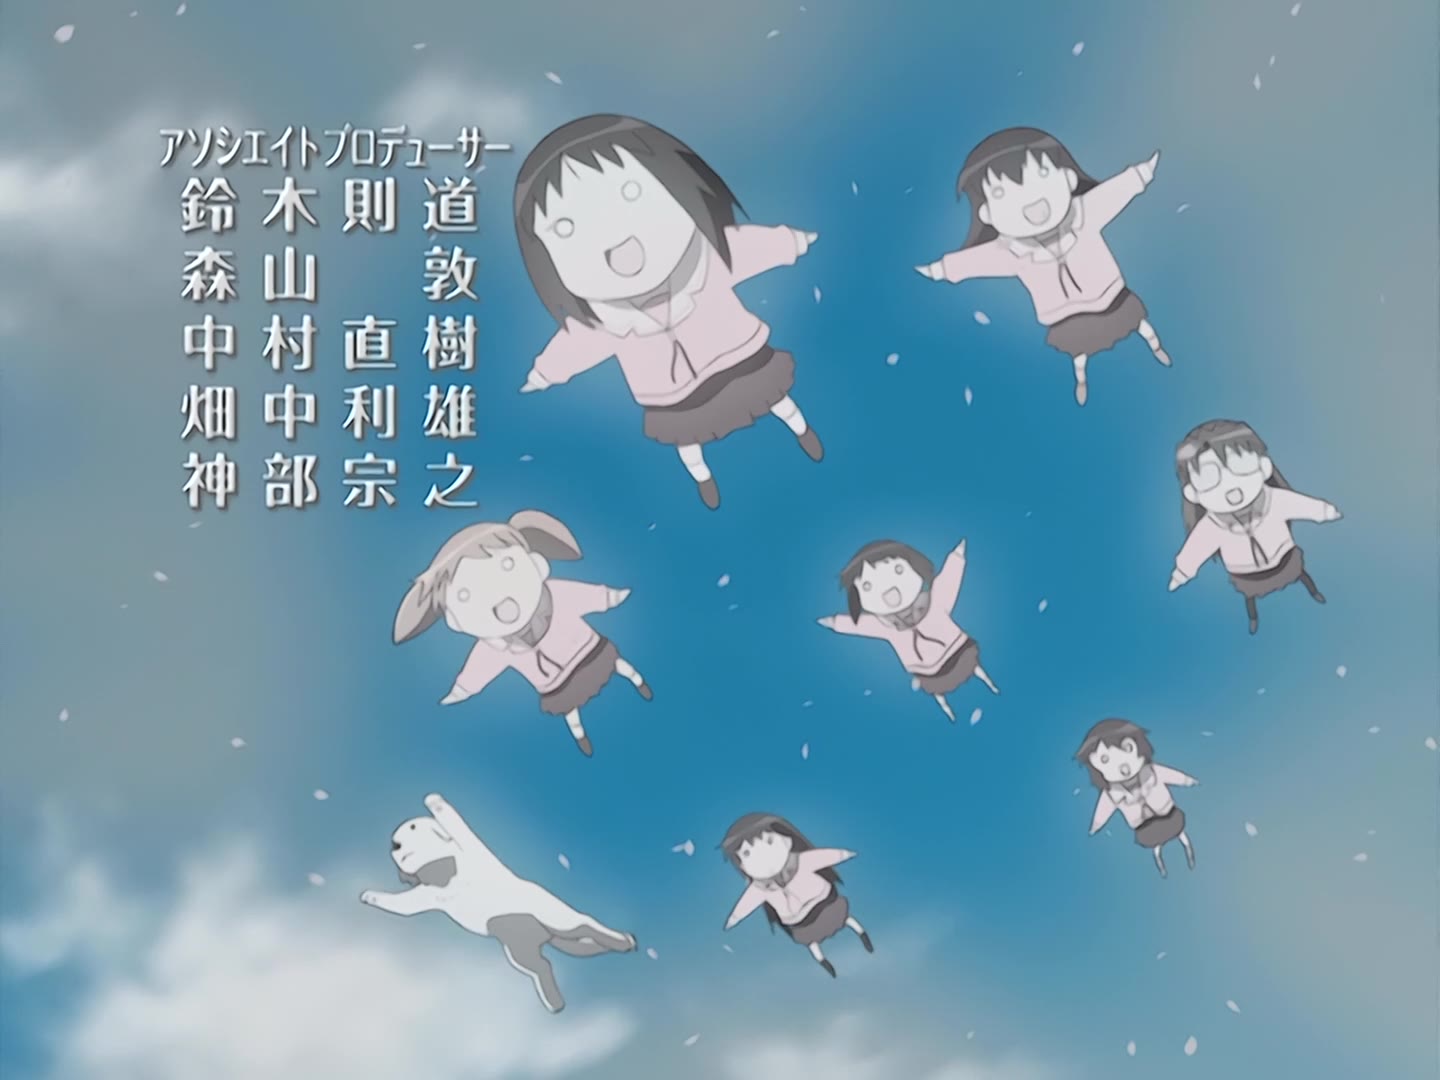 アソシエイトプロデューサー
鈴木則道
森山 敦
中村直樹
畑中利雄
神部宗之